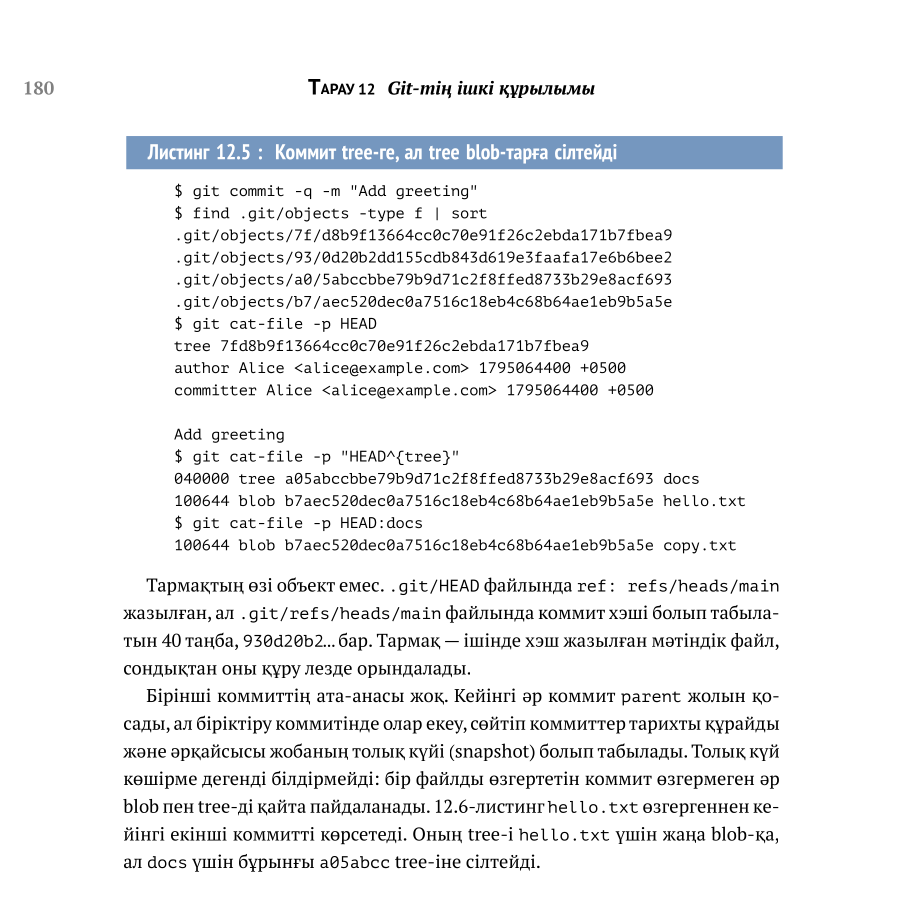 180
Тарау 12 Git-тің ішкі құрылымы
Листинг 12.5 : Коммит tree-ге, ал tree blob-тарға сілтейді
$ git commit -q -m "Add greeting"
$ find .git/objects -type f | sort
.git/objects/7f/d8b9f13664cc0c70e91f26c2ebda171b7fbea9
.git/objects/93/0d20b2dd155cdb843d619e3faafa17e6b6bee2
.git/objects/a0/5abccbbe79b9d71c2f8ffed8733b29e8acf693
.git/objects/b7/aec520dec0a7516c18eb4c68b64ae1eb9b5a5e
$ git cat-file -p HEAD
tree 7fd8b9f13664cc0c70e91f26c2ebda171b7fbea9
author Alice <alice@example.com> 1795064400 +0500
committer Alice <alice@example.com> 1795064400 +0500
Add greeting
$ git cat-file -p "HEAD^{tree}"
040000 tree a05abccbbe79b9d71c2f8ffed8733b29e8acf693 docs
100644 blob b7aec520dec0a7516c18eb4c68b64ae1eb9b5a5e hello.txt
$ git cat-file -p HEAD:docs
100644 blob b7aec520dec0a7516c18eb4c68b64ae1eb9b5a5e copy.txt
Тармақтың өзі объект емес. .git/HEAD файлында ref: refs/heads/main
жазылған, ал .git/refs/heads/main файлында коммит хэші болып табыла-
тын 40 таңба, 930d20b2... бар. Тармақ — ішінде хэш жазылған мәтіндік файл,
сондықтан оны құру лезде орындалады.
Бірінші коммиттің ата-анасы жоқ. Кейінгі әр коммит parent жолын қо-
сады, ал біріктіру коммитінде олар екеу, сөйтіп коммиттер тарихты құрайды
және әрқайсысы жобаның толық күйі (snapshot) болып табылады. Толық күй
көшірме дегенді білдірмейді: бір файлды өзгертетін коммит өзгермеген әр
blob пен tree-ді қайта пайдаланады. 12.6-листинг hello.txt өзгергеннен ке-
йінгі екінші коммитті көрсетеді. Оның tree-і hello.txt үшін жаңа blob-қа,
ал docs үшін бұрынғы a05abcc tree-іне сілтейді.